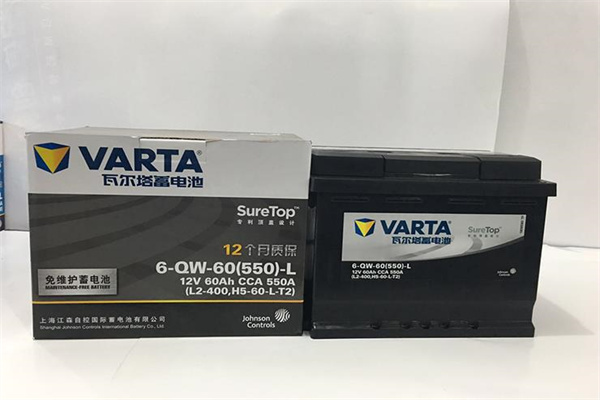 VARTA
瓦尔塔蓄电池
SureTop™
专利顶盖设计
12个月质保
6-QW-60(550)-L
12V 60Ah CCA 550A
(L2-400,H5-60-L-T2)
免维护蓄电池
MAINTENANCE-FREE BATTERY
上海江森自控国际蓄电池有限公司
Shanghai Johnson Controls International Battery Co., Ltd.
Johnson
Controls
VARTA
瓦尔塔蓄电池
SureTop™
6-QW-60(550)-L
12V 60Ah CCA 550A
(L2-400,H5-60-L-T2)
Johnson
Controls